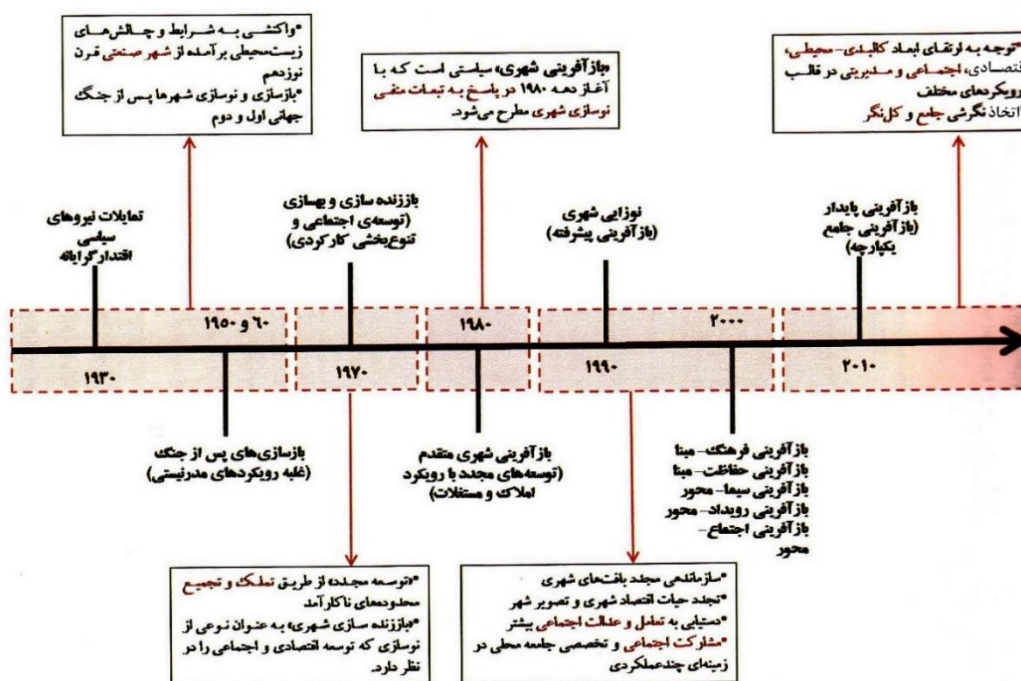 •واکنشی به شرایط و چالش‌های
زیست‌محیطی برآمده از شهر صنعتی قرن
نوزدهم
•بازسازی و نوسازی شهرها پس از جنگ
جهانی اول و دوم
«بازآفرینی شهری» سیاستی است که با
آغاز دهه ۱۹۸۰ در پاسخ به تبعات منفی
نوسازی شهری مطرح می‌شود.
•توجه به ارتقای ابعاد کالبدی- محیطی،
قتصادی، اجتماعی و مدیریتی در قالب
رویکردهای مختلف
اتخاذ نگرشی جامع و کل‌نگر
تمایلات نیروهای
سیاسی
اقتدارگرایانه
باززنده سازی و بهسازی
(توسعه‌ی اجتماعی و
تنوع‌بخشی کارکردی)
نوزایی شهری
(بازآفرینی پیشرفته)
بازآفرینی پایدار
(بازآفرینی جامع
یکپارچه)
۱۹۳۰
۱۹۵۰ و ۶۰
۱۹۷۰
۱۹۸۰
۱۹۹۰
۲۰۰۰
۲۰۱۰
بازسازی‌های پس از جنگ
(غلبه رویکردهای مدرنیستی)
بازآفرینی شهری متقدم
(توسعه‌های مجدد با رویکرد
املاک و مستغلات)
بازآفرینی فرهنگ- مبنا
بازآفرینی حفاظت- مبنا
بازآفرینی سیما- محور
بازآفرینی رویداد- محور
بازآفرینی اجتماع-
محور
•«توسعه مجدد» از طریق تملک و تجمیع
محدوده‌های ناکارآمد
•«باززنده سازی شهری» به عنوان نوعی از
نوسازی که توسعه اقتصادی و اجتماعی را در
نظر دارد.
•سازماندهی مجدد بافت‌های شهری
•تجدد حیات اقتصاد شهری و تصویر شهر
•دستیابی به تعامل و عدالت اجتماعی بیشتر
•مشارکت اجتماعی و تخصصی جامعه محلی در
زمینه‌ای چندعملکردی